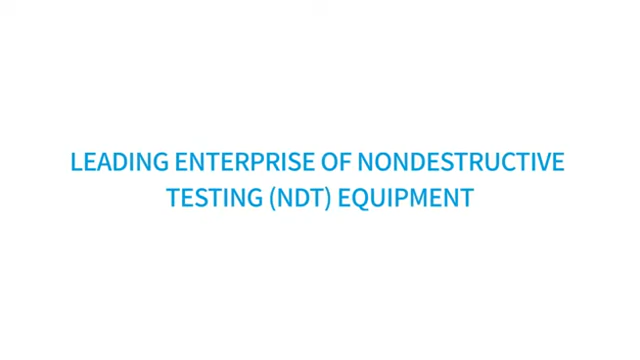 LEADING ENTERPRISE OF NONDESTRUCTIVE
TESTING (NDT) EQUIPMENT